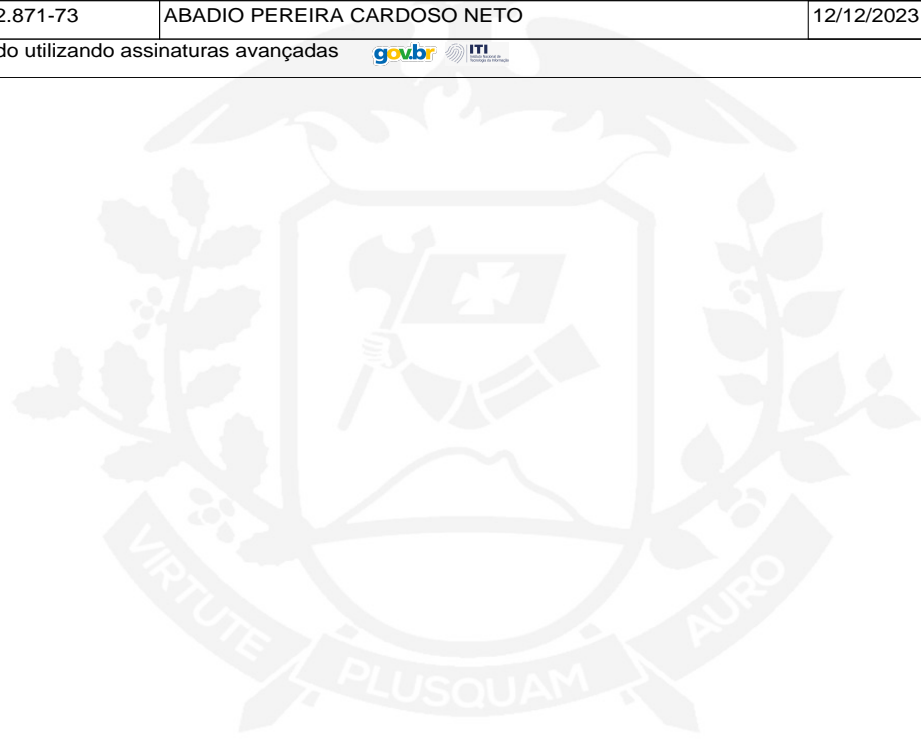 2.871-73 ABADIO PEREIRA CARDOSO NETO 12/12/2023
do utilizando assinaturas avançadas gov.br ITI
VIRTUTE PLUSQUAM AURO